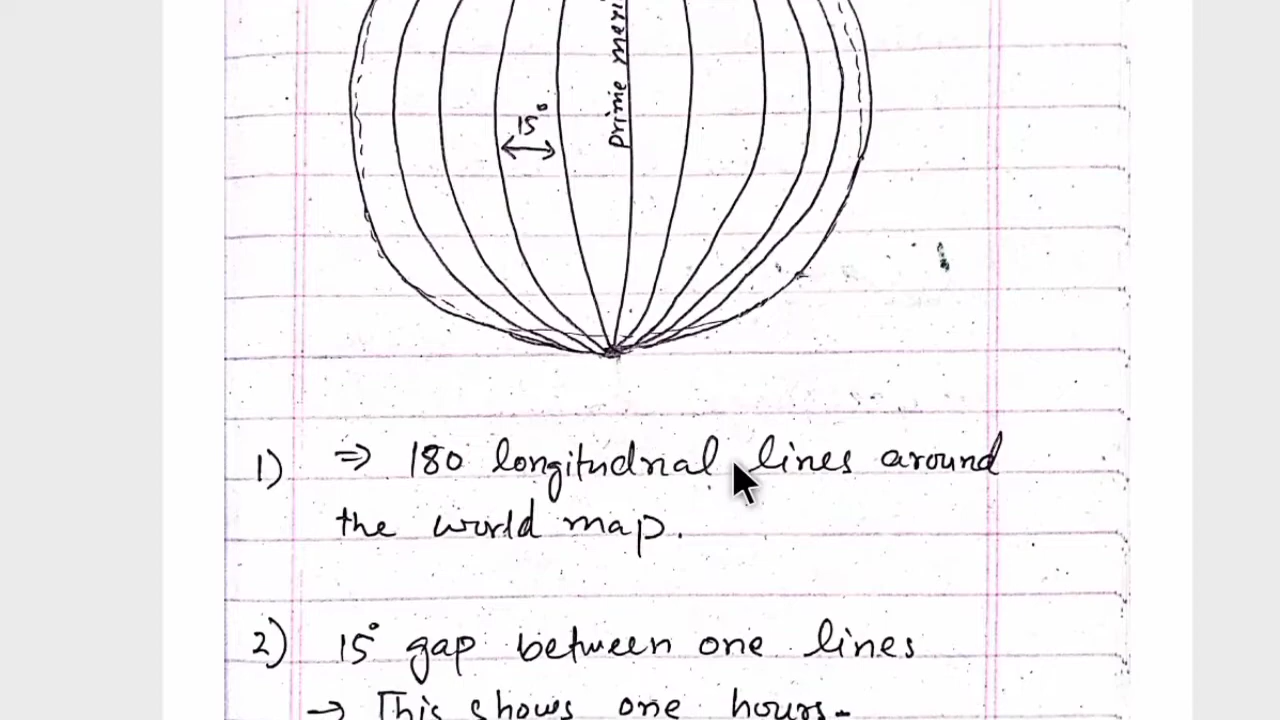 prime meri
15°
1) ⇒ 180 longitudnal lines around
the world map.
2) 15° gap between one lines
→ This shows one hours-